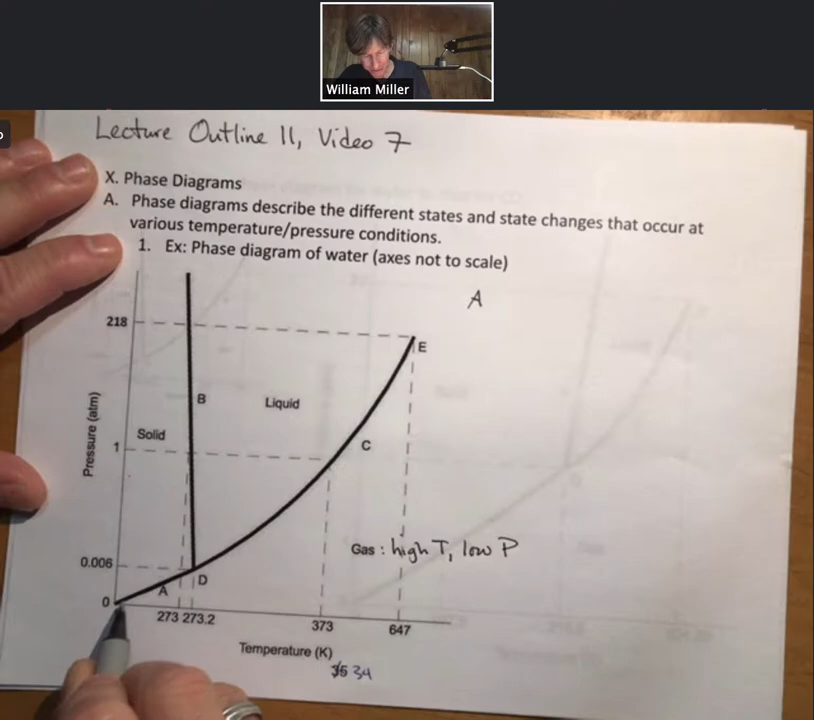 William Miller
Lecture Outline 11, Video 7
X. Phase Diagrams
A. Phase diagrams describe the different states and state changes that occur at
various temperature/pressure conditions.
1. Ex: Phase diagram of water (axes not to scale)
A
218
E
B
Liquid
Solid
C
1
Pressure (atm)
Gas : high T, low P
0.006
D
A
0
273 273.2
373
647
Temperature (K)